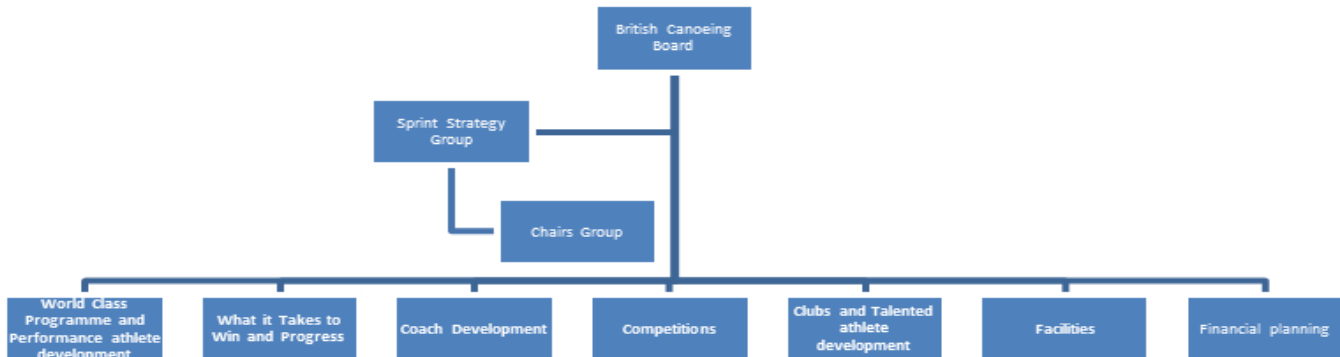 British Canoeing
Board
Sprint Strategy
Group
Chairs Group
World Class
Programme and
Performance athlete
development
What it Takes to
Win and Progress
Coach Development
Competitions
Clubs and Talented
athlete
development
Facilities
Financial planning